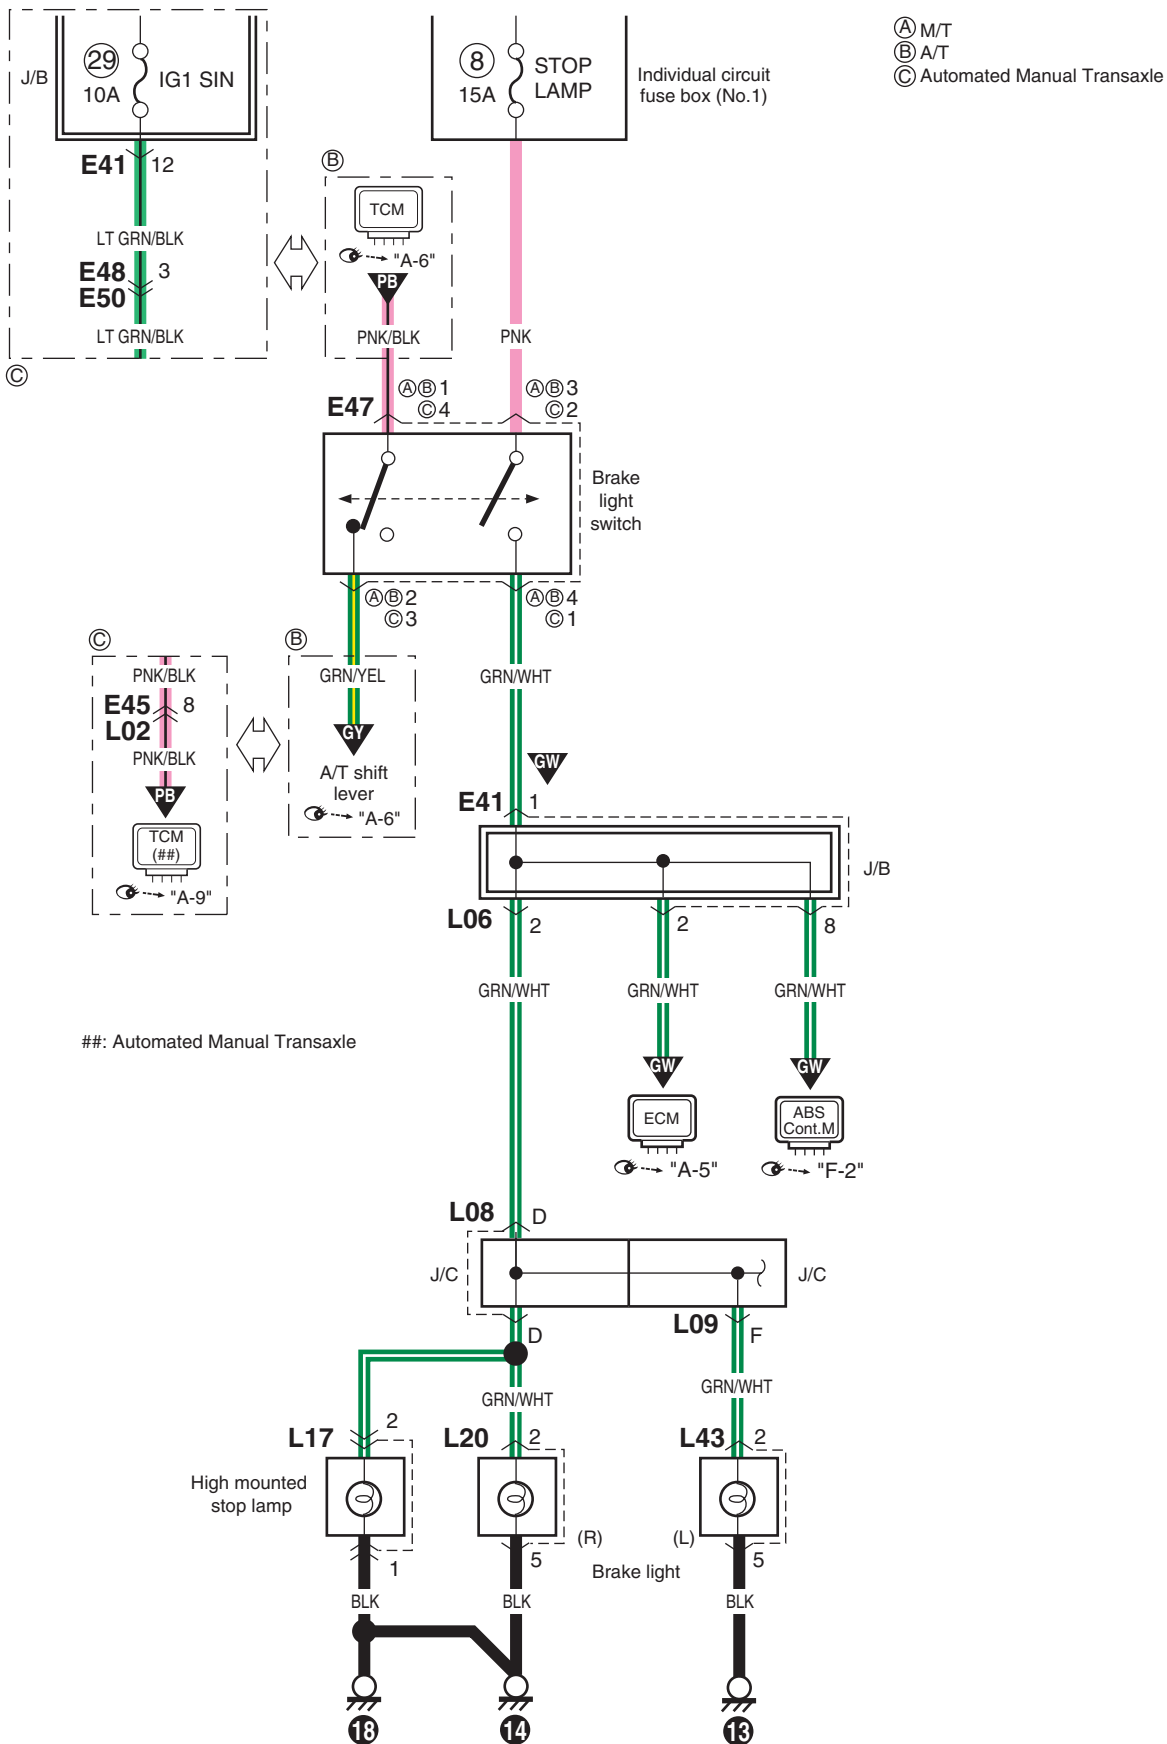 Ⓐ M/T
Ⓑ A/T
Ⓒ Automated Manual Transaxle
J/B
29
10A
IG1 SIN
8
15A
STOP
LAMP
Individual circuit
fuse box (No.1)
E41
12
LT GRN/BLK
E48
3
E50
LT GRN/BLK
Ⓒ
Ⓑ
TCM
"A-6"
PB
PNK/BLK
PNK
E47
ⒶⒷ1
Ⓒ4
ⒶⒷ3
Ⓒ2
Brake
light
switch
ⒶⒷ2
Ⓒ3
ⒶⒷ4
Ⓒ1
Ⓒ
PNK/BLK
E45
8
L02
PNK/BLK
PB
TCM
(##)
"A-9"
Ⓑ
GRN/YEL
GY
A/T shift
lever
"A-6"
GRN/WHT
GW
E41
1
J/B
L06
2
2
8
GRN/WHT
GRN/WHT
GRN/WHT
##: Automated Manual Transaxle
GW
ECM
"A-5"
GW
ABS
Cont.M
"F-2"
L08
D
J/C
J/C
D
L09
F
GRN/WHT
GRN/WHT
L17
2
L20
2
L43
2
High mounted
stop lamp
(R)
(L)
1
5
Brake light
5
BLK
BLK
BLK
18
14
13